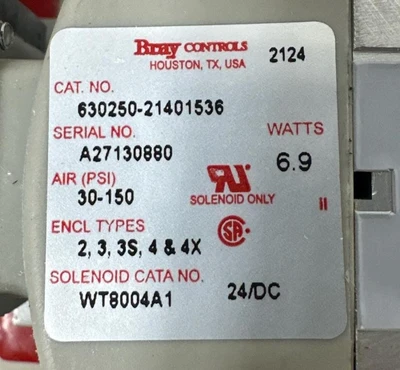 Bray CONTROLS 2124
HOUSTON, TX, USA
CAT. NO.
630250-21401536
SERIAL NO. WATTS
A27130880 6.9
AIR (PSI)
30-150 SOLENOID ONLY
ENCL TYPES
2, 3, 3S, 4 & 4X
SOLENOID CATA NO.
WT8004A1 24/DC